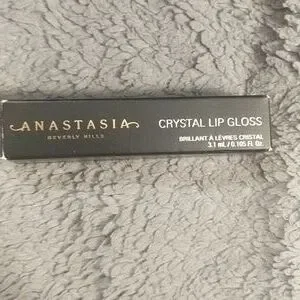 ANASTASIA
BEVERLY HILLS
CRYSTAL LIP GLOSS
BRILLANT À LÈVRES CRISTAL
3.1 mL / 0.105 Fl. Oz.